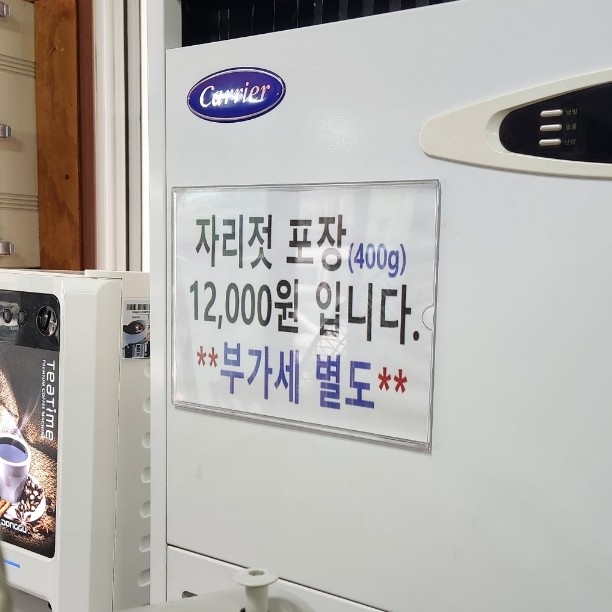 Carrier
자리젓 포장(400g)
12,000원 입니다.
**부가세 별도**
TEATIME
DONGGU